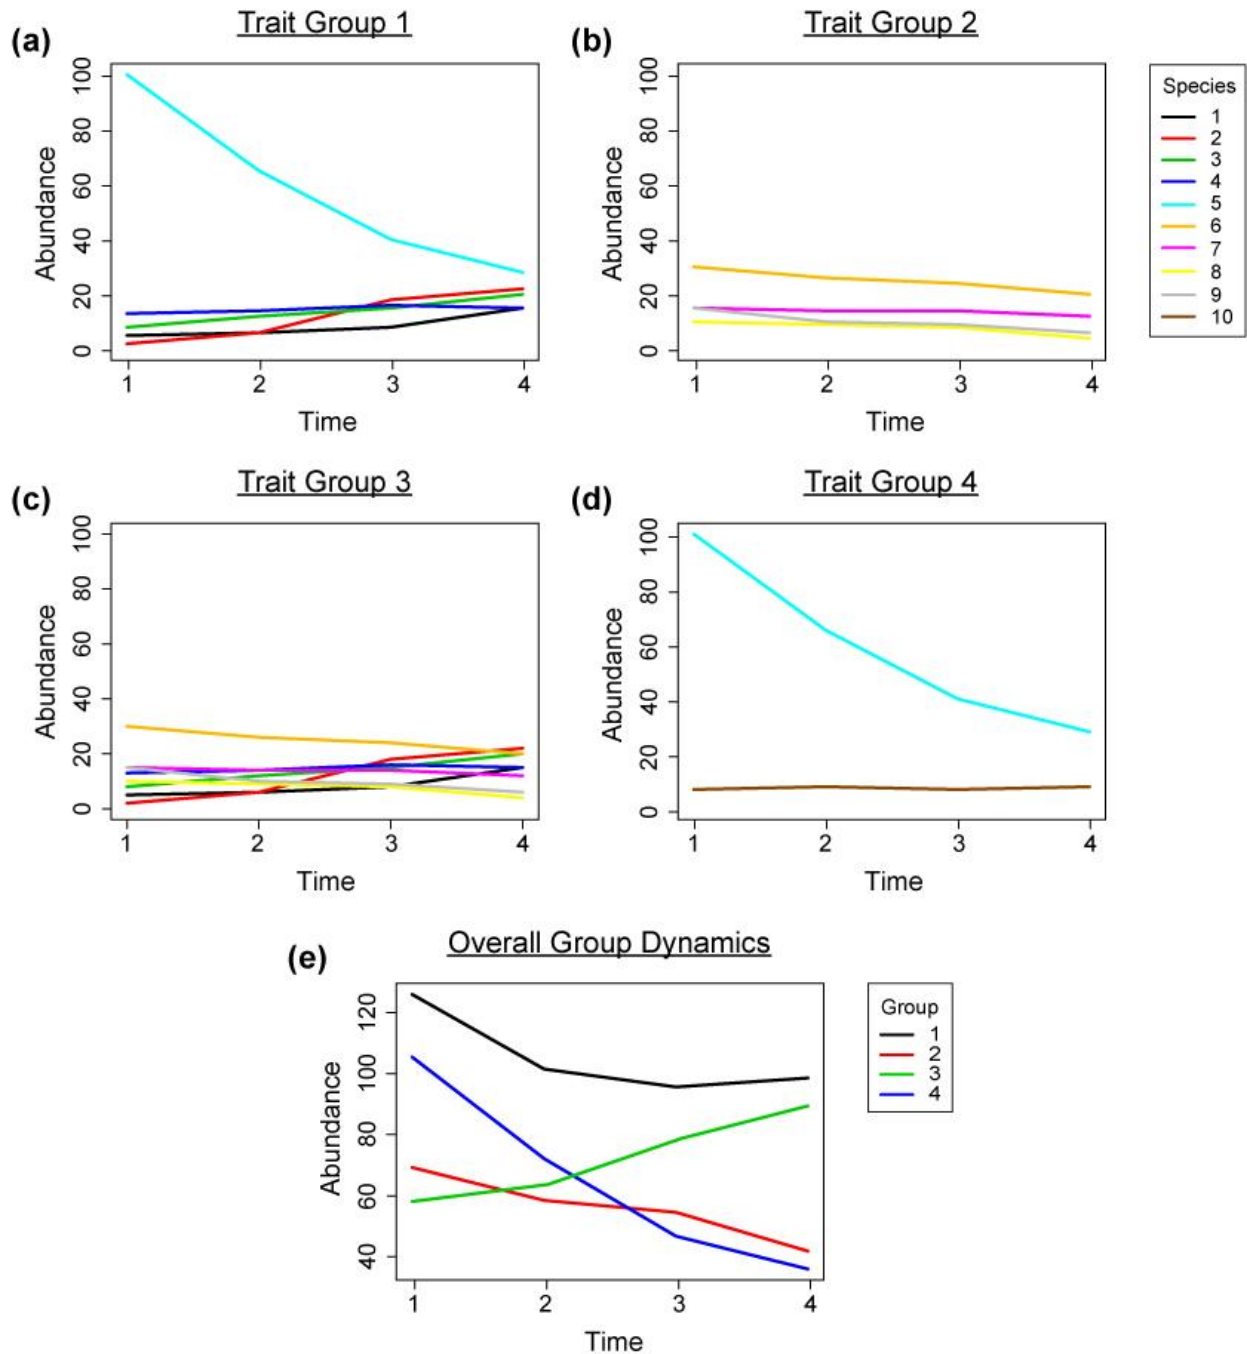 (a) Trait Group 1
(b) Trait Group 2
100
80
60
40
20
0
Abundance
1 2 3 4
Time
100
80
60
40
20
0
Abundance
1 2 3 4
Time
Species
1
2
3
4
5
6
7
8
9
10
(c) Trait Group 3
(d) Trait Group 4
100
80
60
40
20
0
Abundance
1 2 3 4
Time
100
80
60
40
20
0
Abundance
1 2 3 4
Time
(e) Overall Group Dynamics
120
100
80
60
40
Abundance
1 2 3 4
Time
Group
1
2
3
4